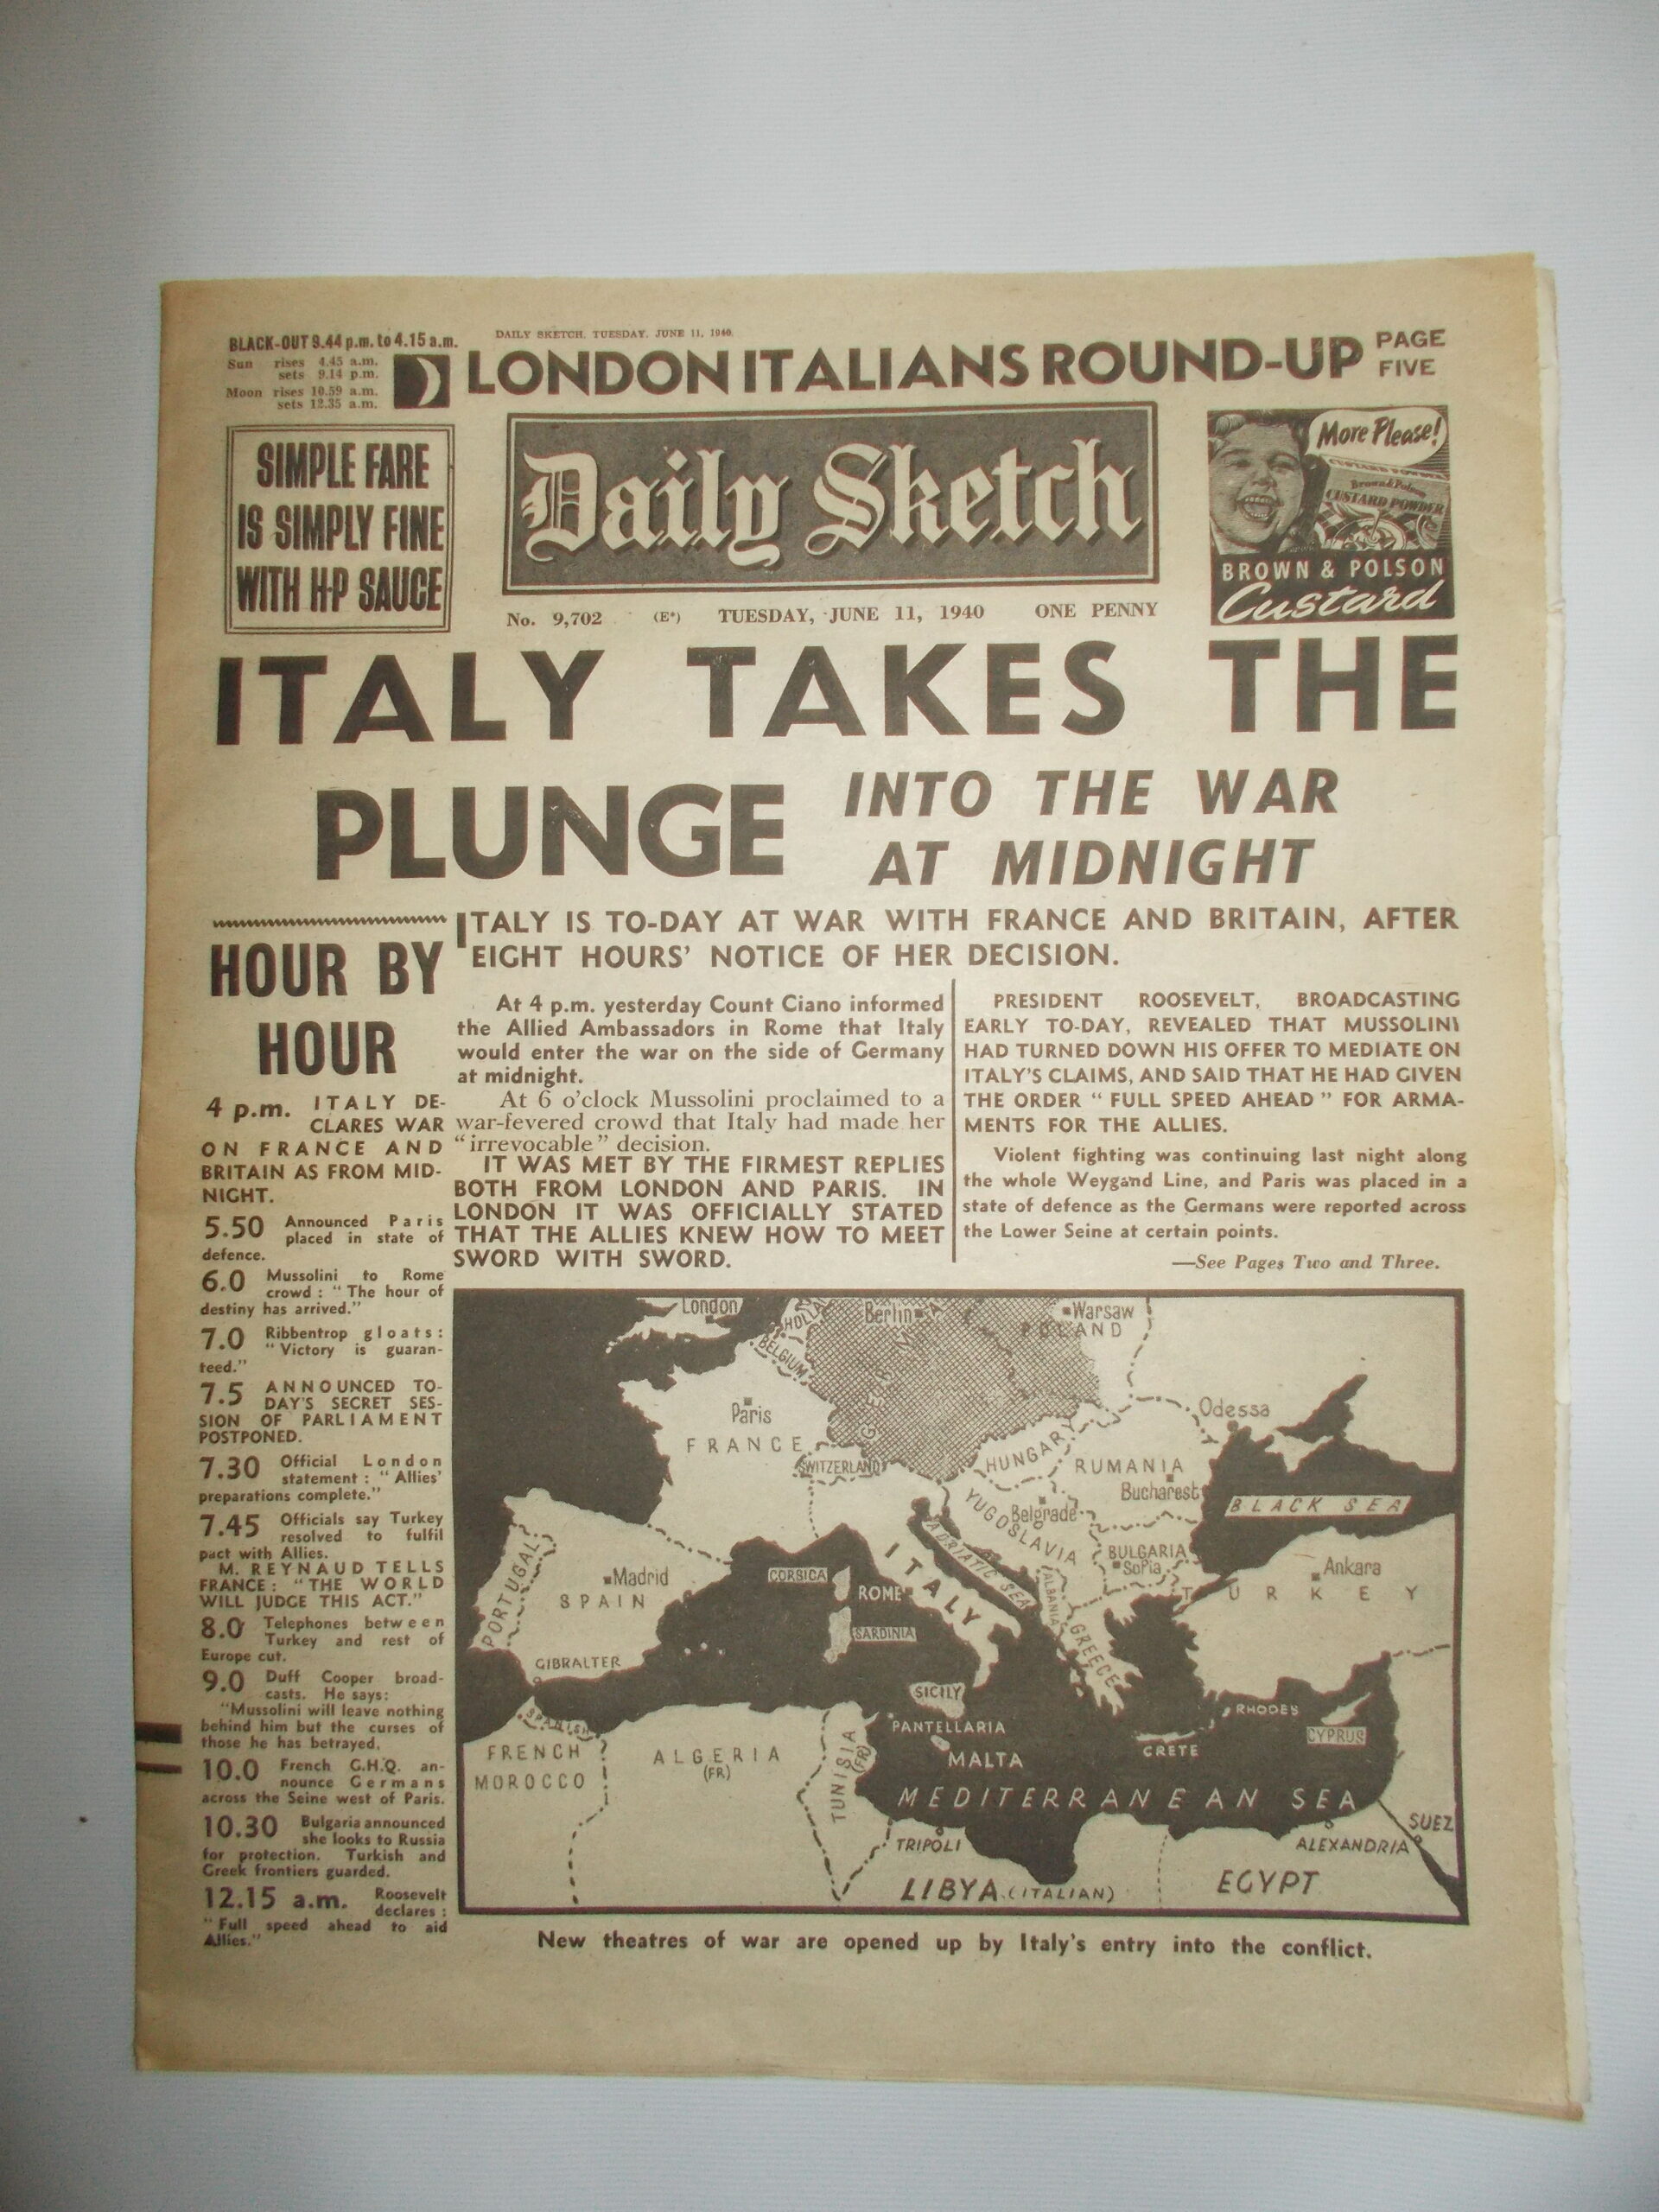 BLACK-OUT 9.44 p.m. to 4.15 a.m.
Sun rises 4.45 a.m.
sets 9.14 p.m.
Moon rises 10.59 a.m.
sets 12.35 a.m.
DAILY SKETCH, TUESDAY, JUNE 11, 1940.
LONDON ITALIANS ROUND-UP
PAGE
FIVE
SIMPLE FARE
IS SIMPLY FINE
WITH H·P SAUCE
Daily Sketch
More Please!
CUSTARD POWDER
Brown & Polson
CUSTARD POWDER
BROWN & POLSON
Custard
No. 9,702 (E*) TUESDAY, JUNE 11, 1940 ONE PENNY
ITALY TAKES THE
PLUNGE
INTO THE WAR
AT MIDNIGHT
HOUR BY
HOUR
4 p.m. ITALY DE-
CLARES WAR
ON FRANCE AND
BRITAIN AS FROM MID-
NIGHT.
5.50 Announced Paris
placed in state of
defence.
6.0 Mussolini to Rome
crowd : “ The hour of
destiny has arrived.”
7.0 Ribbentrop gloats :
“ Victory is guaran-
teed.”
7.5 ANNOUNCED TO-
DAY'S SECRET SES-
SION OF PARLIAMENT
POSTPONED.
7.30 Official London
statement : “ Allies'
preparations complete.”
7.45 Officials say Turkey
resolved to fulfil
pact with Allies.
M. REYNAUD TELLS
FRANCE : “ THE WORLD
WILL JUDGE THIS ACT.”
8.0 Telephones between
Turkey and rest of
Europe cut.
9.0 Duff Cooper broad-
casts. He says:
“Mussolini will leave nothing
behind him but the curses of
those he has betrayed.
10.0 French G.H.Q. an-
nounce Germans
across the Seine west of Paris.
10.30 Bulgaria announced
she looks to Russia
for protection. Turkish and
Greek frontiers guarded.
12.15 a.m. Roosevelt
declares :
“ Full speed ahead to aid
Allies.”
ITALY IS TO-DAY AT WAR WITH FRANCE AND BRITAIN, AFTER
EIGHT HOURS' NOTICE OF HER DECISION.
At 4 p.m. yesterday Count Ciano informed
the Allied Ambassadors in Rome that Italy
would enter the war on the side of Germany
at midnight.
At 6 o'clock Mussolini proclaimed to a
war-fevered crowd that Italy had made her
“irrevocable” decision.
IT WAS MET BY THE FIRMEST REPLIES
BOTH FROM LONDON AND PARIS. IN
LONDON IT WAS OFFICIALLY STATED
THAT THE ALLIES KNEW HOW TO MEET
SWORD WITH SWORD.
PRESIDENT ROOSEVELT, BROADCASTING
EARLY TO-DAY, REVEALED THAT MUSSOLINI
HAD TURNED DOWN HIS OFFER TO MEDIATE ON
ITALY'S CLAIMS, AND SAID THAT HE HAD GIVEN
THE ORDER “ FULL SPEED AHEAD ” FOR ARMA-
MENTS FOR THE ALLIES.
Violent fighting was continuing last night along
the whole Weygand Line, and Paris was placed in a
state of defence as the Germans were reported across
the Lower Seine at certain points.
—See Pages Two and Three.
London
HOLLAND
Berlin
Warsaw
POLAND
BELGIUM
GERMANY
Paris
FRANCE
Odessa
SWITZERLAND
HUNGARY
RUMANIA
Bucharest
BLACK SEA
YUGOSLAVIA
Belgrade
ADRIATIC SEA
BULGARIA
Sofia
Ankara
TURKEY
PORTUGAL
Madrid
SPAIN
CORSICA
ITALY
ROME
ALBANIA
SARDINIA
GREECE
GIBRALTER
SICILY
SPANISH
PANTELLARIA
RHODES
CYPRUS
FRENCH
MOROCCO
ALGERIA
(FR)
TUNISIA
(FR)
MALTA
CRETE
MEDITERRANEAN SEA
SUEZ
TRIPOLI
ALEXANDRIA
LIBYA (ITALIAN)
EGYPT
New theatres of war are opened up by Italy's entry into the conflict.